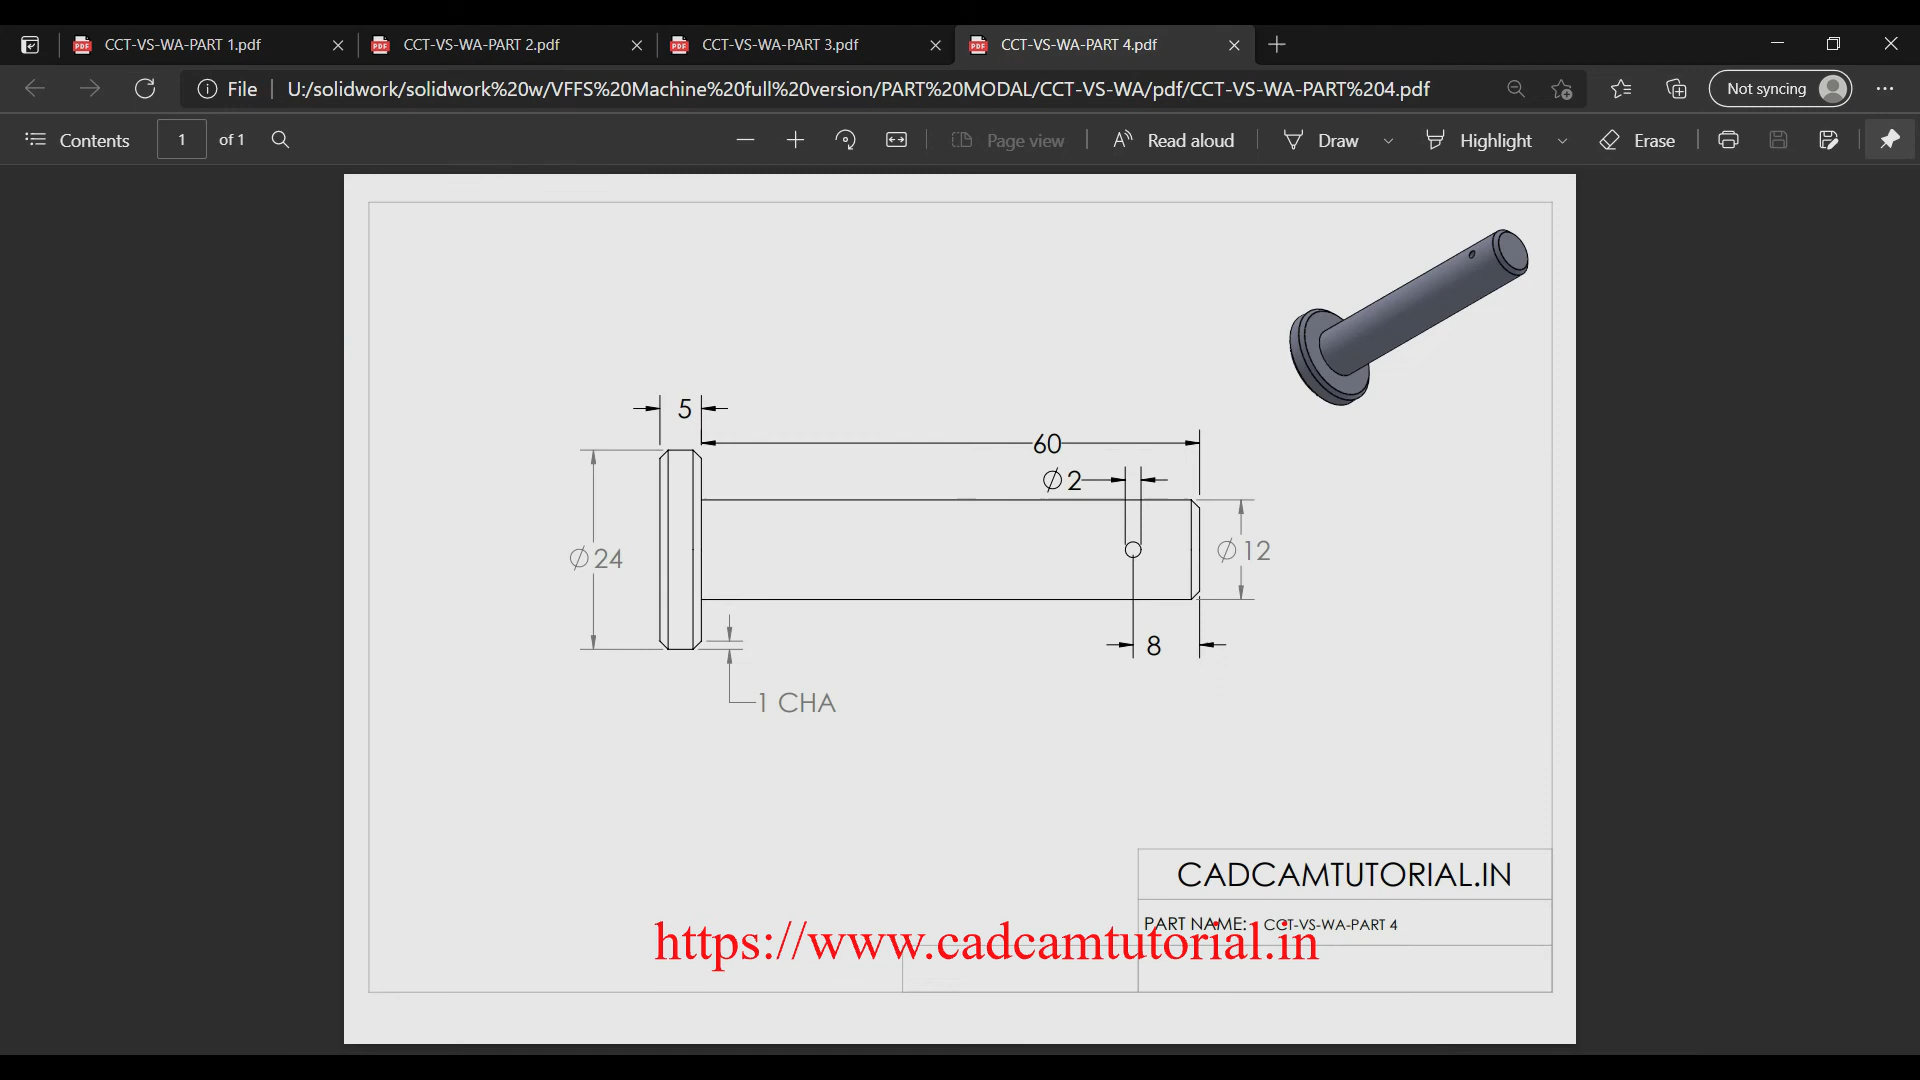 CCT-VS-WA-PART 1.pdf
CCT-VS-WA-PART 2.pdf
CCT-VS-WA-PART 3.pdf
CCT-VS-WA-PART 4.pdf
File
U:/solidwork/solidwork%20w/VFFS%20Machine%20full%20version/PART%20MODAL/CCT-VS-WA/pdf/CCT-VS-WA-PART%204.pdf
Not syncing
Contents
1
of 1
Page view
Read aloud
Draw
Highlight
Erase
5
60
∅2
∅24
∅12
8
1 CHA
CADCAMTUTORIAL.IN
PART NAME: CCT-VS-WA-PART 4
https://www.cadcamtutorial.in